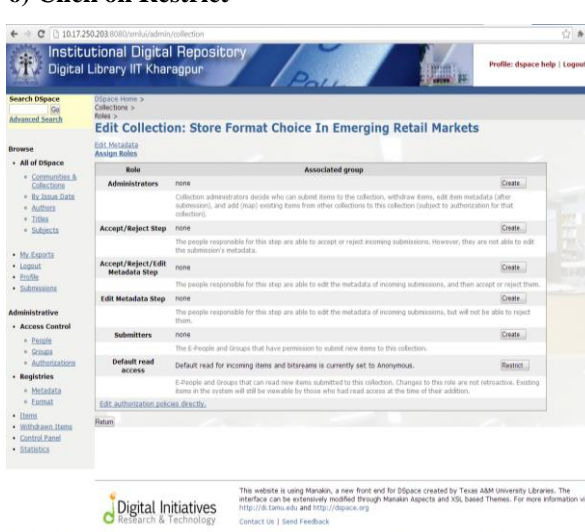 6) Click on Restrict
10.17.250.203:8080/xmlui/admin/collection
Institutional Digital Repository
Digital Library IIT Kharagpur
Profile: dspace help | Logout
Search DSpace
Go
Advanced Search
DSpace Home >
Collections >
Roles >
Edit Collection: Store Format Choice In Emerging Retail Markets
Edit Metadata
Assign Roles
Browse
• All of DSpace
Communities &
Collections
By Issue Date
Authors
Titles
Subjects
• My Exports
• Logout
• Profile
• Submissions
Administrative
• Access Control
People
Groups
Authorizations
• Registries
Metadata
Format
• Items
• Withdrawn Items
• Control Panel
• Statistics
Role Associated group
Administrators none Create...
Collection administrators decide who can submit items to the collection, withdraw items, edit item metadata (after
submission), and add (map) existing items from other collections to this collection (subject to authorization for that
collection).
Accept/Reject Step none Create...
The people responsible for this step are able to accept or reject incoming submissions. However, they are not able to edit
the submission's metadata.
Accept/Reject/Edit
Metadata Step none Create...
The people responsible for this step are able to edit the metadata of incoming submissions, and then accept or reject them.
Edit Metadata Step none Create...
The people responsible for this step are able to edit the metadata of incoming submissions, but will not be able to reject
them.
Submitters none Create...
The E-People and Groups that have permission to submit new items to this collection.
Default read
access Default read for incoming items and bitsreams is currently set to Anonymous. Restrict...
E-People and Groups that can read new items submitted to this collection. Changes to this role are not retroactive. Existing
items in the system will still be viewable by those who had read access at the time of their addition.
Edit authorization policies directly.
Return
Digital Initiatives
Research & Technology
This website is using Manakin, a new front end for DSpace created by Texas A&M University Libraries. The
interface can be extensively modified through Manakin Aspects and XSL based Themes. For more information vi
http://di.tamu.edu and http://dspace.org
Contact Us | Send Feedback